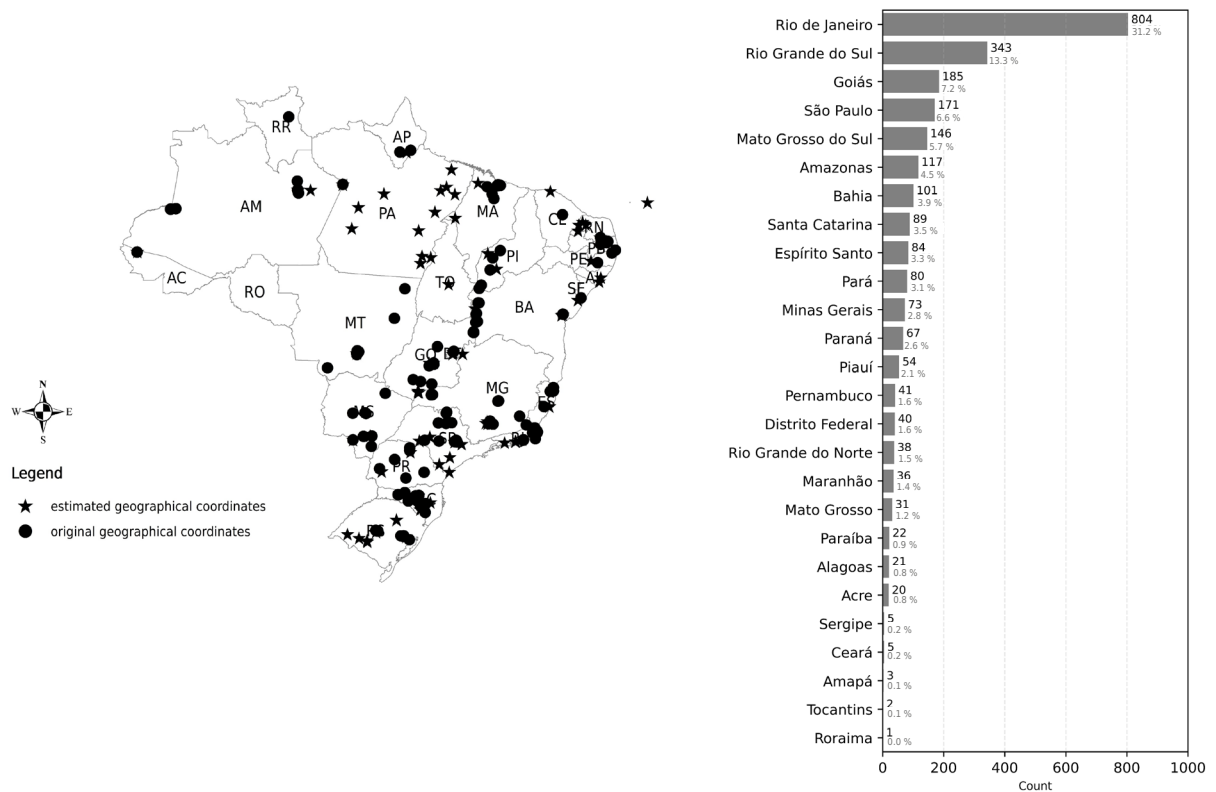 RR
AP
AM
PA
MA
CE
RN
PB
PE
PI
AL
AC
TO
SE
RO
BA
MT
GO
DF
MG
MS
ES
SP
RJ
PR
SC
RS
N
W
E
S
Legend
estimated geographical coordinates
original geographical coordinates
Rio de Janeiro 804 31.2 %
Rio Grande do Sul 343 13.3 %
Goiás 185 7.2 %
São Paulo 171 6.6 %
Mato Grosso do Sul 146 5.7 %
Amazonas 117 4.5 %
Bahia 101 3.9 %
Santa Catarina 89 3.5 %
Espírito Santo 84 3.3 %
Pará 80 3.1 %
Minas Gerais 73 2.8 %
Paraná 67 2.6 %
Piauí 54 2.1 %
Pernambuco 41 1.6 %
Distrito Federal 40 1.6 %
Rio Grande do Norte 38 1.5 %
Maranhão 36 1.4 %
Mato Grosso 31 1.2 %
Paraíba 22 0.9 %
Alagoas 21 0.8 %
Acre 20 0.8 %
Sergipe 5 0.2 %
Ceará 5 0.2 %
Amapá 3 0.1 %
Tocantins 2 0.1 %
Roraima 1 0.0 %
0 200 400 600 800 1000
Count